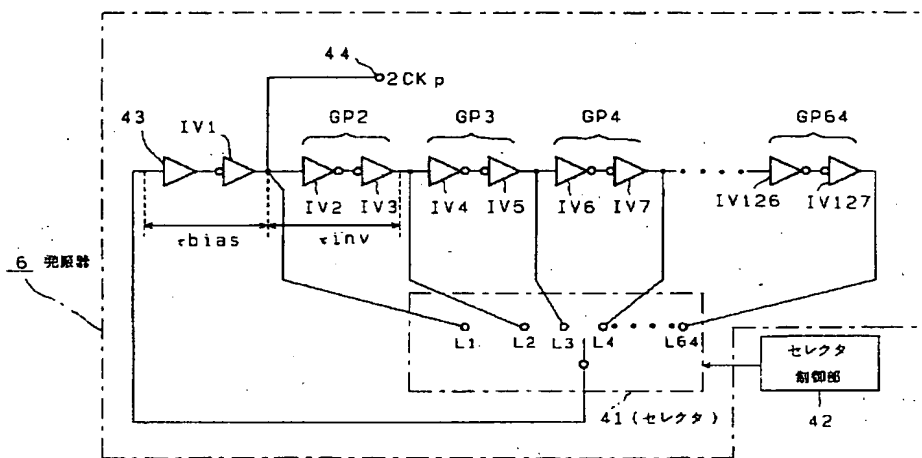 44
2CKp
43
IV1
GP2
GP3
GP4
GP64
IV2
IV3
IV4
IV5
IV6
IV7
IV126
IV127
τbias
τinv
6 発振器
L1
L2
L3
L4
L64
セレクタ
制御部
41(セレクタ)
42